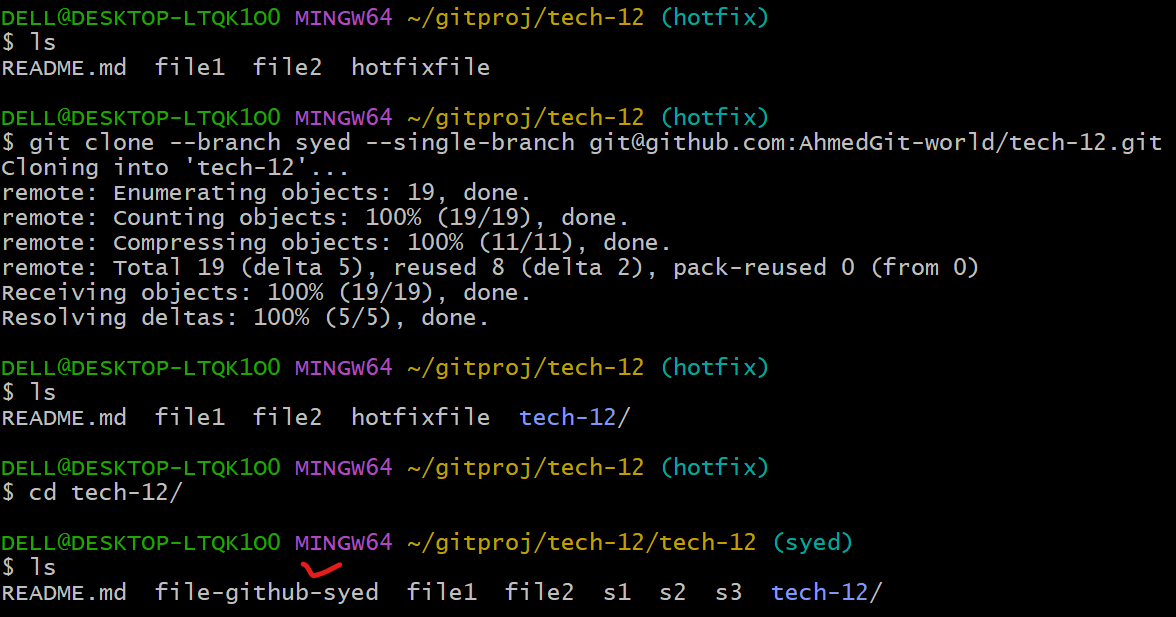 DELL@DESKTOP-LTQK1O0 MINGW64 ~/gitproj/tech-12 (hotfix)
$ ls
README.md  file1  file2  hotfixfile
DELL@DESKTOP-LTQK1O0 MINGW64 ~/gitproj/tech-12 (hotfix)
$ git clone --branch syed --single-branch git@github.com:AhmedGit-world/tech-12.git
Cloning into 'tech-12'...
remote: Enumerating objects: 19, done.
remote: Counting objects: 100% (19/19), done.
remote: Compressing objects: 100% (11/11), done.
remote: Total 19 (delta 5), reused 8 (delta 2), pack-reused 0 (from 0)
Receiving objects: 100% (19/19), done.
Resolving deltas: 100% (5/5), done.
DELL@DESKTOP-LTQK1O0 MINGW64 ~/gitproj/tech-12 (hotfix)
$ ls
README.md  file1  file2  hotfixfile  tech-12/
DELL@DESKTOP-LTQK1O0 MINGW64 ~/gitproj/tech-12 (hotfix)
$ cd tech-12/
DELL@DESKTOP-LTQK1O0 MINGW64 ~/gitproj/tech-12/tech-12 (syed)
$ ls
README.md  file-github-syed  file1  file2  s1  s2  s3  tech-12/